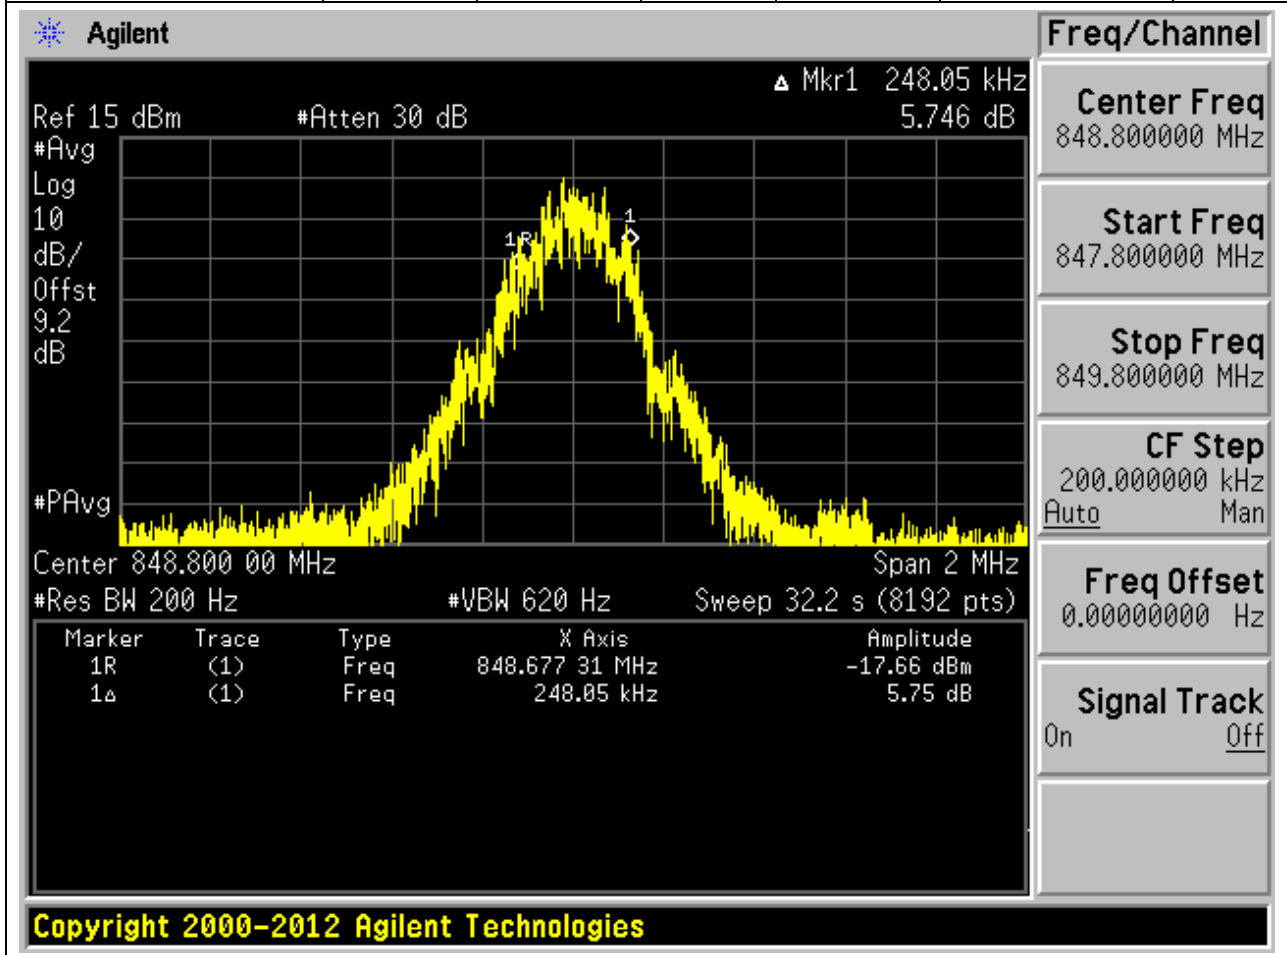 Agilent
Freq/Channel
Δ Mkr1 248.05 kHz
Ref 15 dBm #Atten 30 dB 5.746 dB
#Avg
Log
10
dB/
Offst
9.2
dB
#PAvg
1R
1
Center 848.800 00 MHz Span 2 MHz
#Res BW 200 Hz #VBW 620 Hz Sweep 32.2 s (8192 pts)
Marker Trace Type X Axis Amplitude
1R (1) Freq 848.677 31 MHz -17.66 dBm
1Δ (1) Freq 248.05 kHz 5.75 dB
Center Freq
848.800000 MHz
Start Freq
847.800000 MHz
Stop Freq
849.800000 MHz
CF Step
200.000000 kHz
Auto Man
Freq Offset
0.00000000 Hz
Signal Track
On Off
Copyright 2000-2012 Agilent Technologies